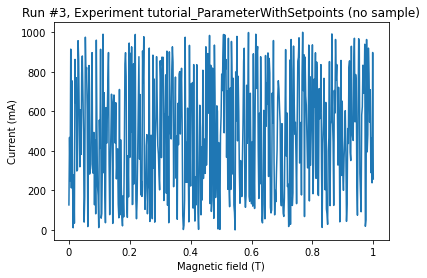 Run #3, Experiment tutorial_ParameterWithSetpoints (no sample)
1000
800
600
400
200
0
Current (mA)
0 0.2 0.4 0.6 0.8 1
Magnetic field (T)